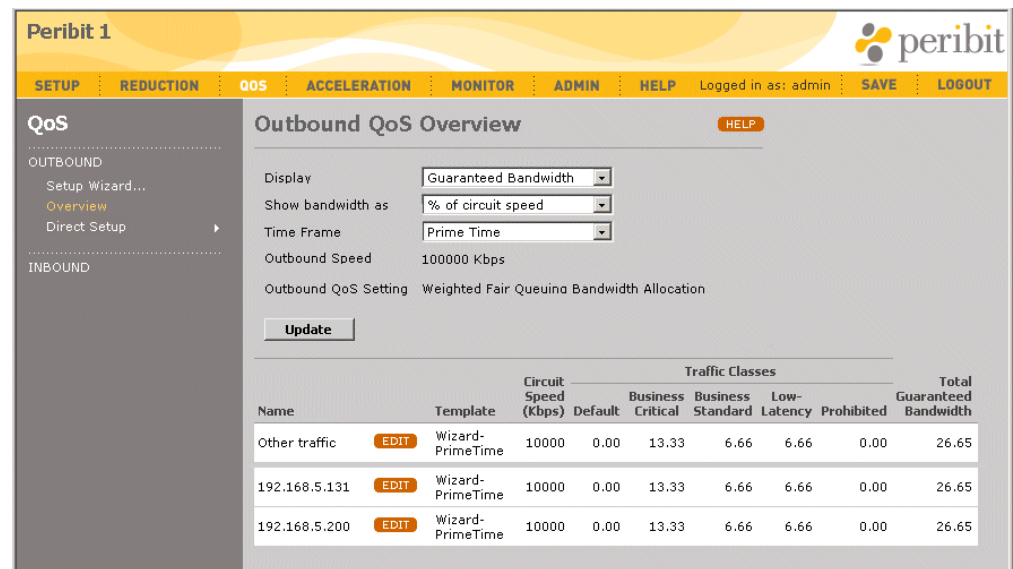 Peribit 1
peribit
SETUP REDUCTION QOS ACCELERATION MONITOR ADMIN HELP Logged in as: admin SAVE LOGOUT
QoS
OUTBOUND
Setup Wizard...
Overview
Direct Setup
INBOUND
Outbound QoS Overview HELP
Display Guaranteed Bandwidth
Show bandwidth as % of circuit speed
Time Frame Prime Time
Outbound Speed 100000 Kbps
Outbound QoS Setting Weighted Fair Queuing Bandwidth Allocation
Update
Traffic Classes
Name Template Circuit Speed (Kbps) Default Business Critical Business Standard Low-Latency Prohibited Total Guaranteed Bandwidth
Other traffic EDIT Wizard-PrimeTime 10000 0.00 13.33 6.66 6.66 0.00 26.65
192.168.5.131 EDIT Wizard-PrimeTime 10000 0.00 13.33 6.66 6.66 0.00 26.65
192.168.5.200 EDIT Wizard-PrimeTime 10000 0.00 13.33 6.66 6.66 0.00 26.65